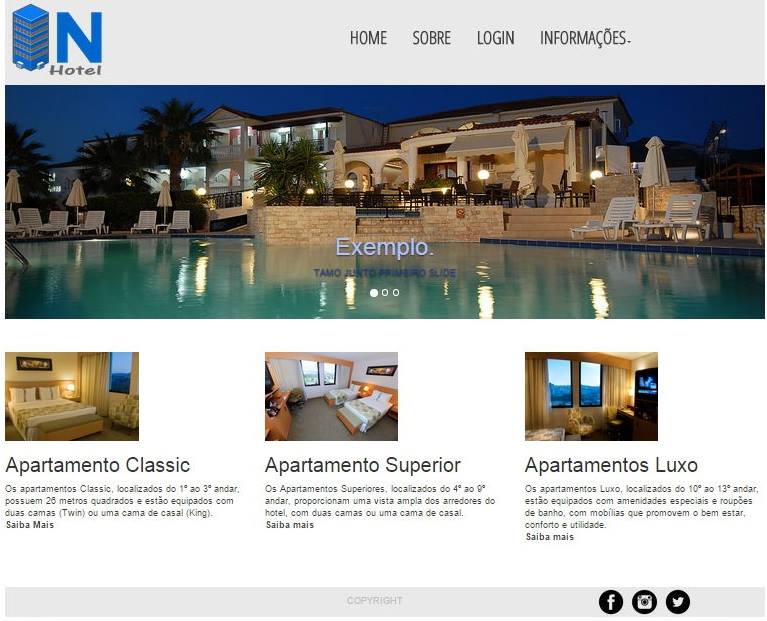 N
Hotel
HOME SOBRE LOGIN INFORMAÇÕES
Exemplo.
TAMO JUNTO PRIMEIRO SLIDE
Apartamento Classic
Os apartamentos Classic, localizados do 1º ao 3º andar,
possuem 26 metros quadrados e estão equipados com
duas camas (Twin) ou uma cama de casal (King).
Saiba Mais
Apartamento Superior
Os Apartamentos Superiores, localizados do 4º ao 9º
andar, proporcionam uma vista ampla dos arredores do
hotel, com duas camas ou uma cama de casal.
Saiba mais
Apartamentos Luxo
Os apartamentos Luxo, localizados do 10º ao 13º andar,
estão equipados com amenidades especiais e roupões
de banho, com mobílias que promovem o bem estar,
conforto e utilidade.
Saiba mais
COPYRIGHT